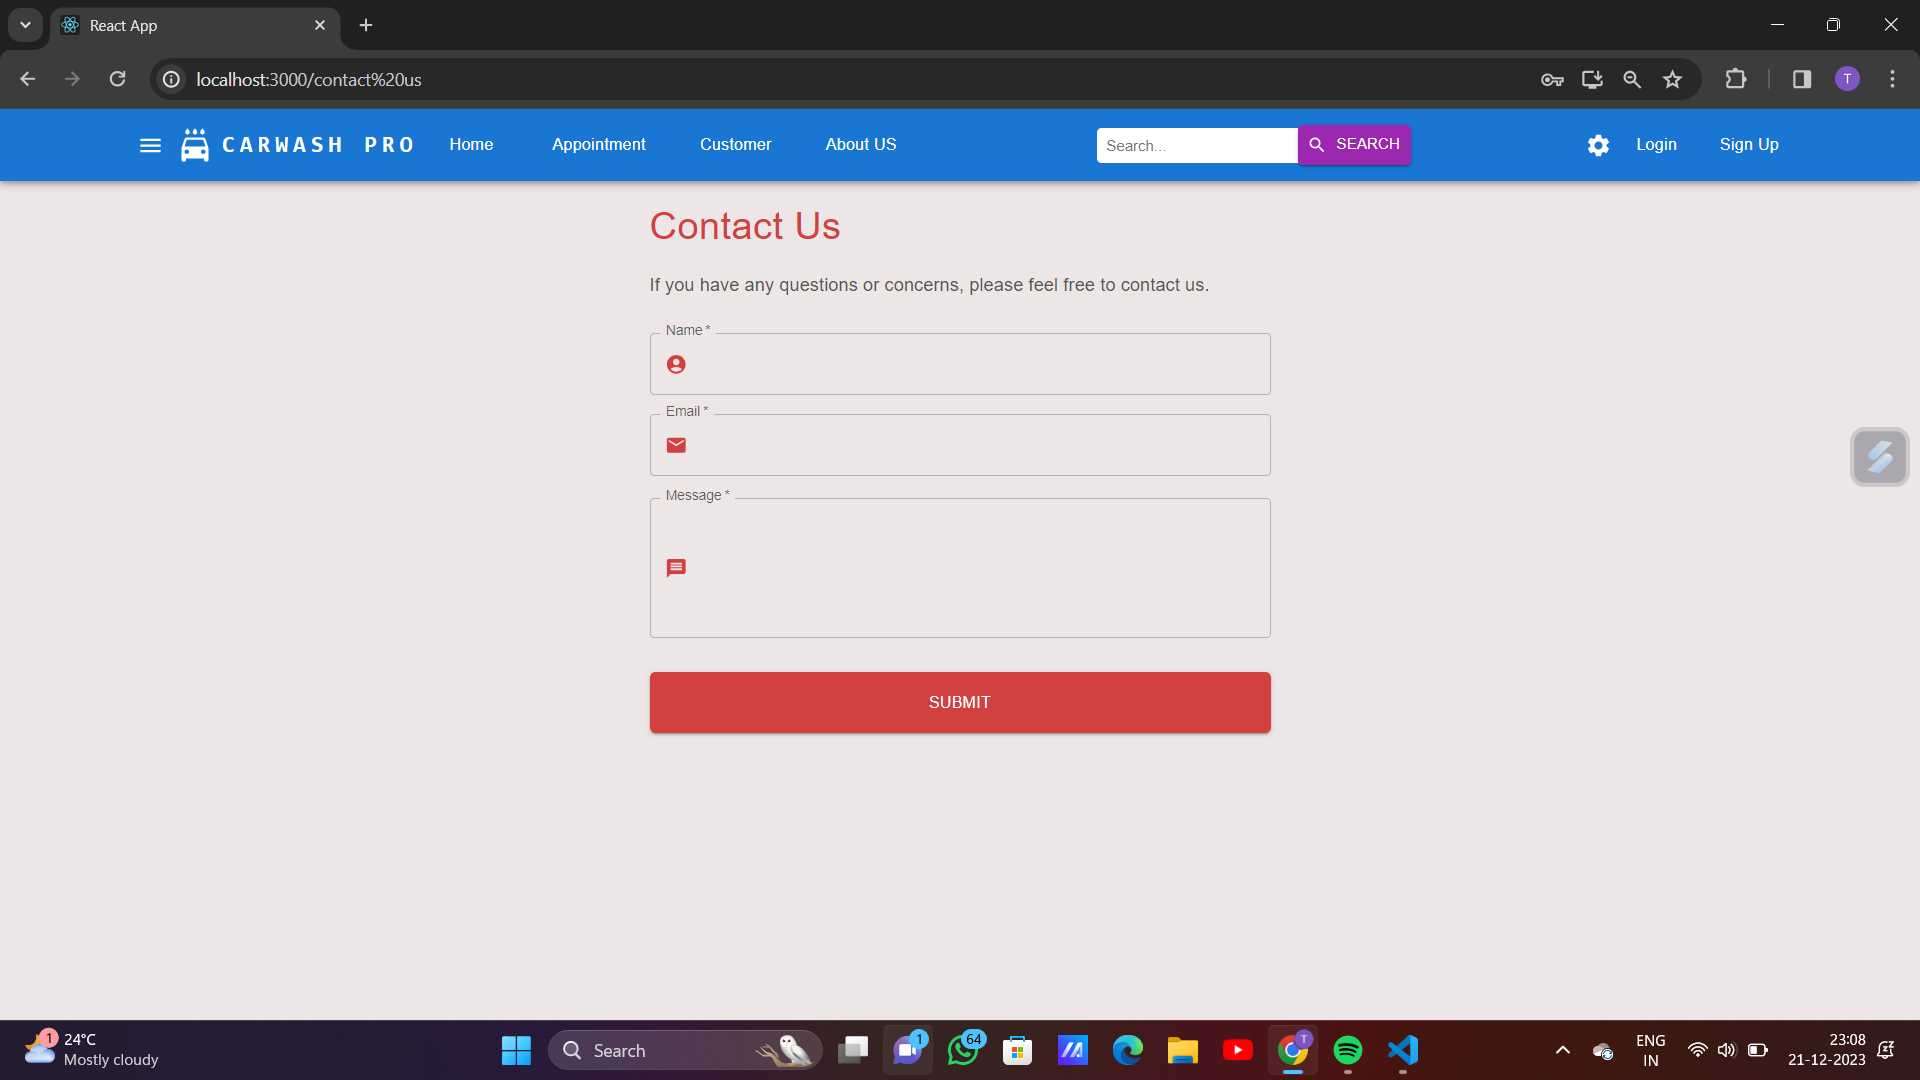 React App
localhost:3000/contact%20us
T
CARWASH PRO
Home
Appointment
Customer
About US
Search...
SEARCH
Login
Sign Up
Contact Us
If you have any questions or concerns, please feel free to contact us.
Name *
Email *
Message *
SUBMIT
1
24°C
Mostly cloudy
Search
1
64
T
ENG
IN
23:08
21-12-2023